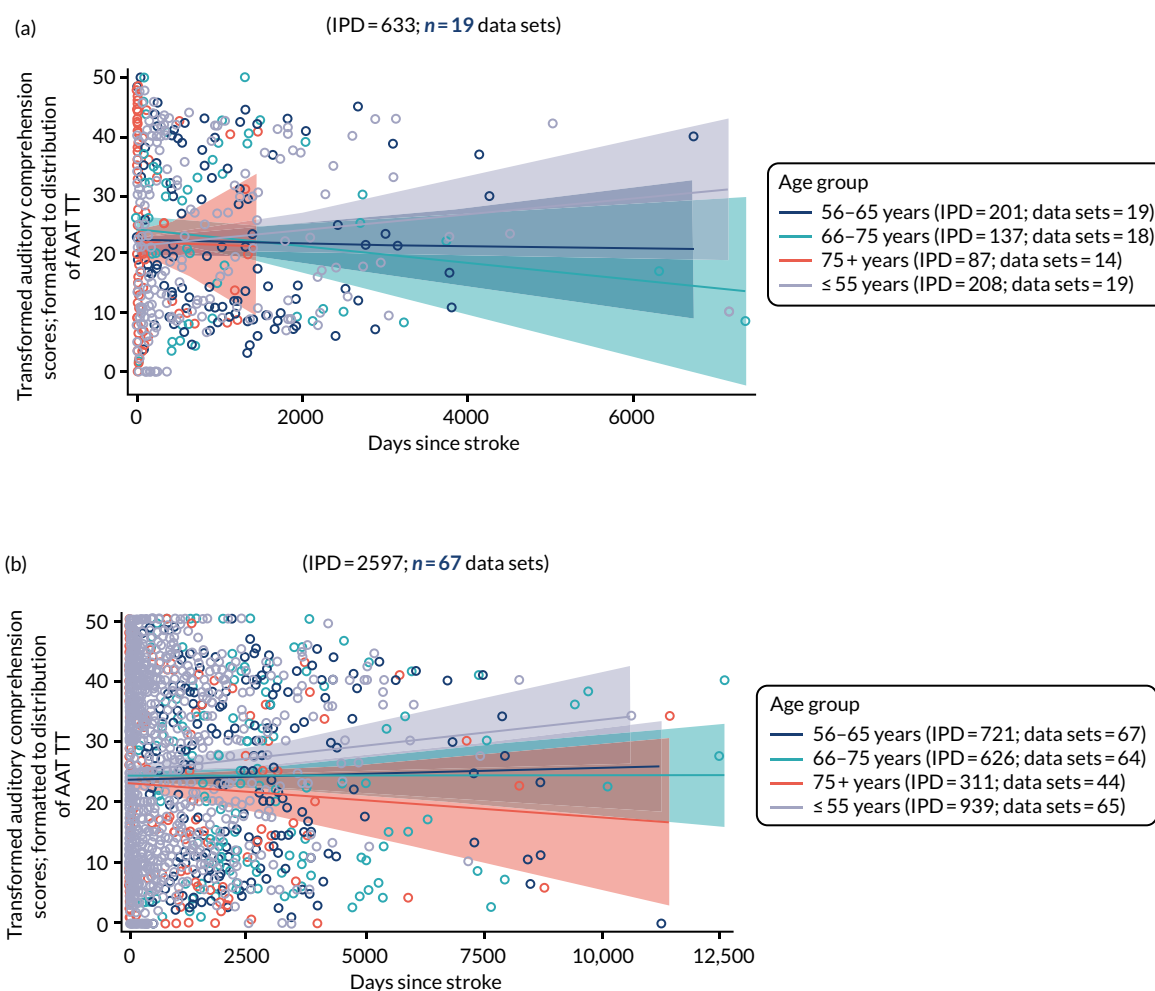 (a)
(IPD = 633; n = 19 data sets)
Transformed auditory comprehension
scores; formatted to distribution
of AAT TT
50
40
30
20
10
0
0 2000 4000 6000
Days since stroke
Age group
56–65 years (IPD = 201; data sets = 19)
66–75 years (IPD = 137; data sets = 18)
75+ years (IPD = 87; data sets = 14)
≤ 55 years (IPD = 208; data sets = 19)
(b)
(IPD = 2597; n = 67 data sets)
Transformed auditory comprehension
scores; formatted to distribution
of AAT TT
50
40
30
20
10
0
0 2500 5000 7500 10,000 12,500
Days since stroke
Age group
56–65 years (IPD = 721; data sets = 67)
66–75 years (IPD = 626; data sets = 64)
75+ years (IPD = 311; data sets = 44)
≤ 55 years (IPD = 939; data sets = 65)